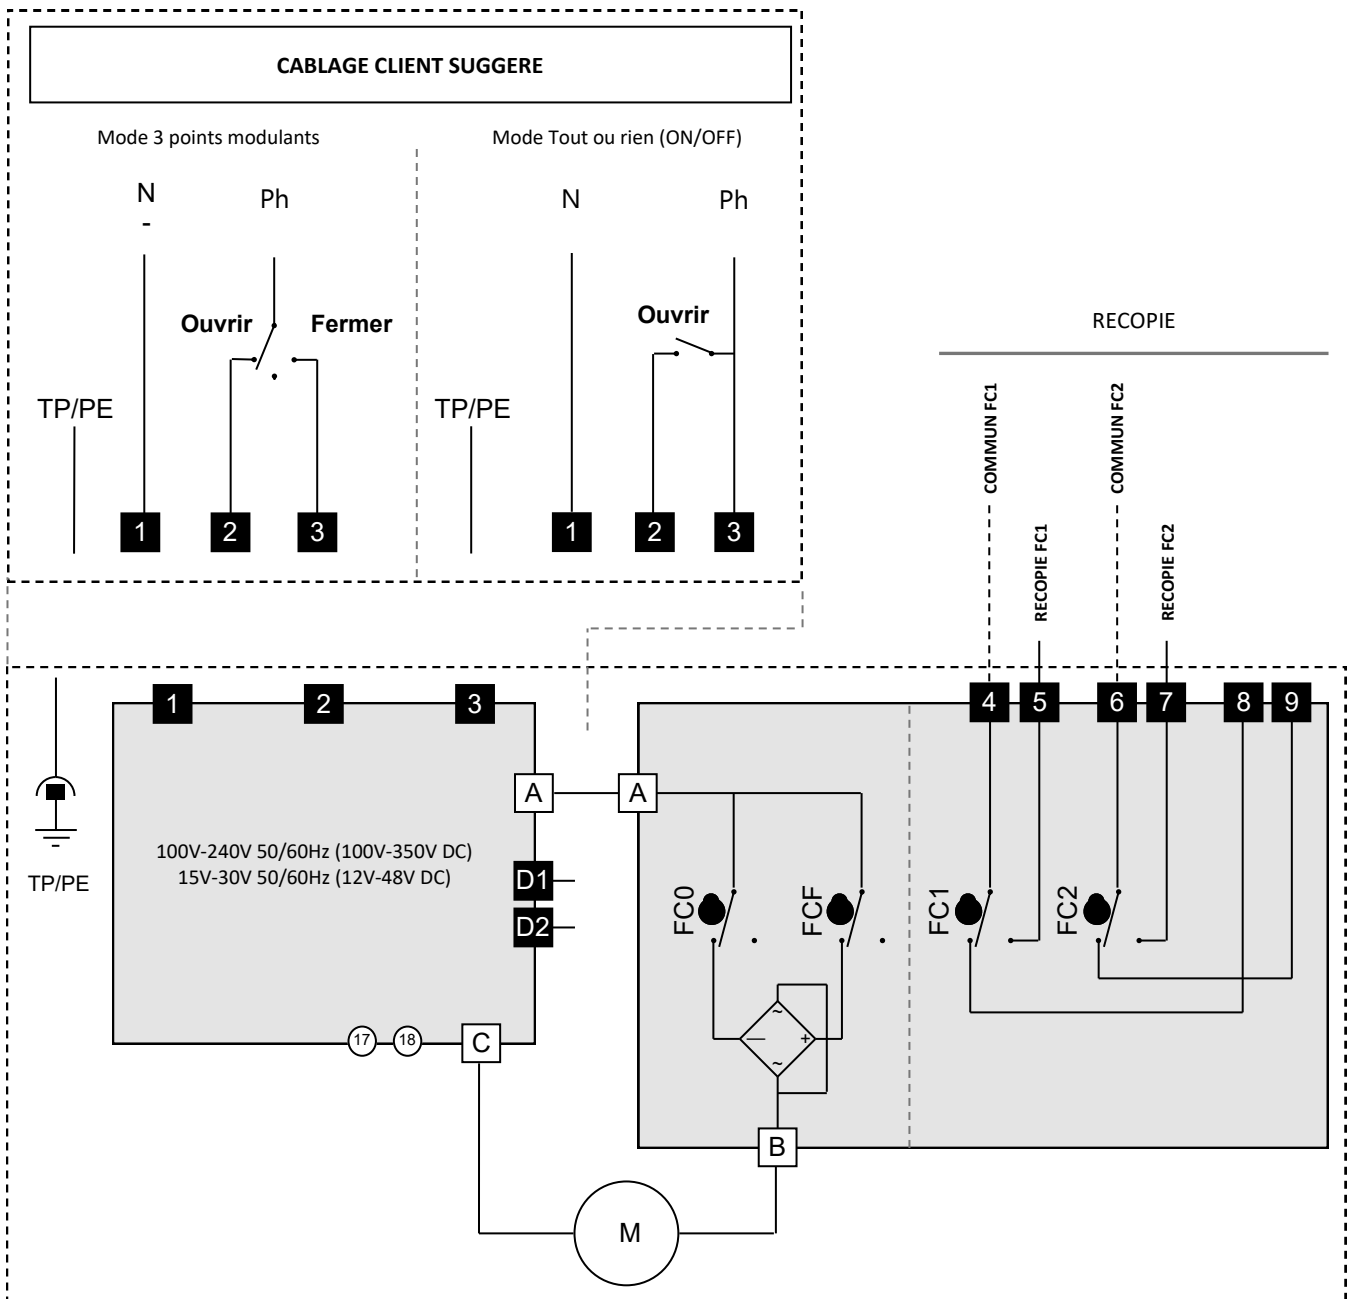 CABLAGE CLIENT SUGGERE
Mode 3 points modulants
Mode Tout ou rien (ON/OFF)
N
-
Ph
N
Ph
Ouvrir
Fermer
Ouvrir
TP/PE
TP/PE
1
2
3
1
2
3
RECOPIE
COMMUN FC1
RECOPIE FC1
COMMUN FC2
RECOPIE FC2
1
2
3
4
5
6
7
8
9
A
A
100V-240V 50/60Hz (100V-350V DC)
15V-30V 50/60Hz (12V-48V DC)
TP/PE
D1
D2
FC0
FCF
FC1
FC2
~
—
+
~
17
18
C
B
M